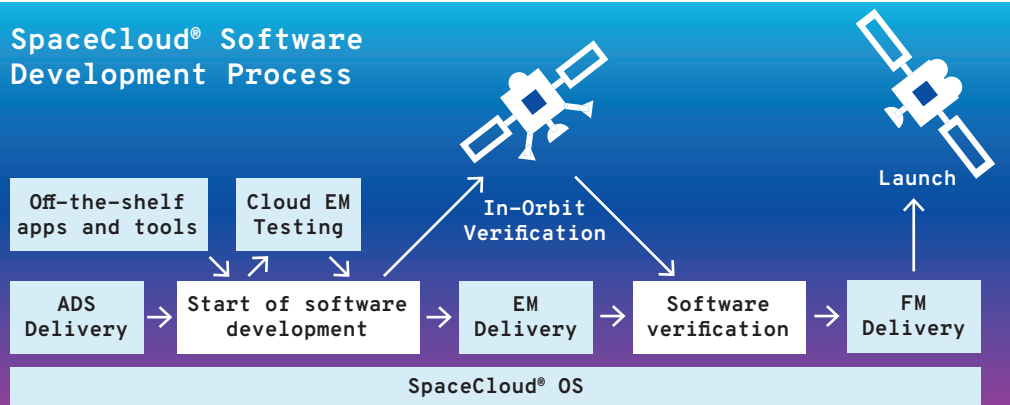 SpaceCloud® Software
Development Process
Launch
Off-the-shelf
apps and tools
Cloud EM
Testing
In-Orbit
Verification
ADS
Delivery
Start of software
development
EM
Delivery
Software
verification
FM
Delivery
SpaceCloud® OS